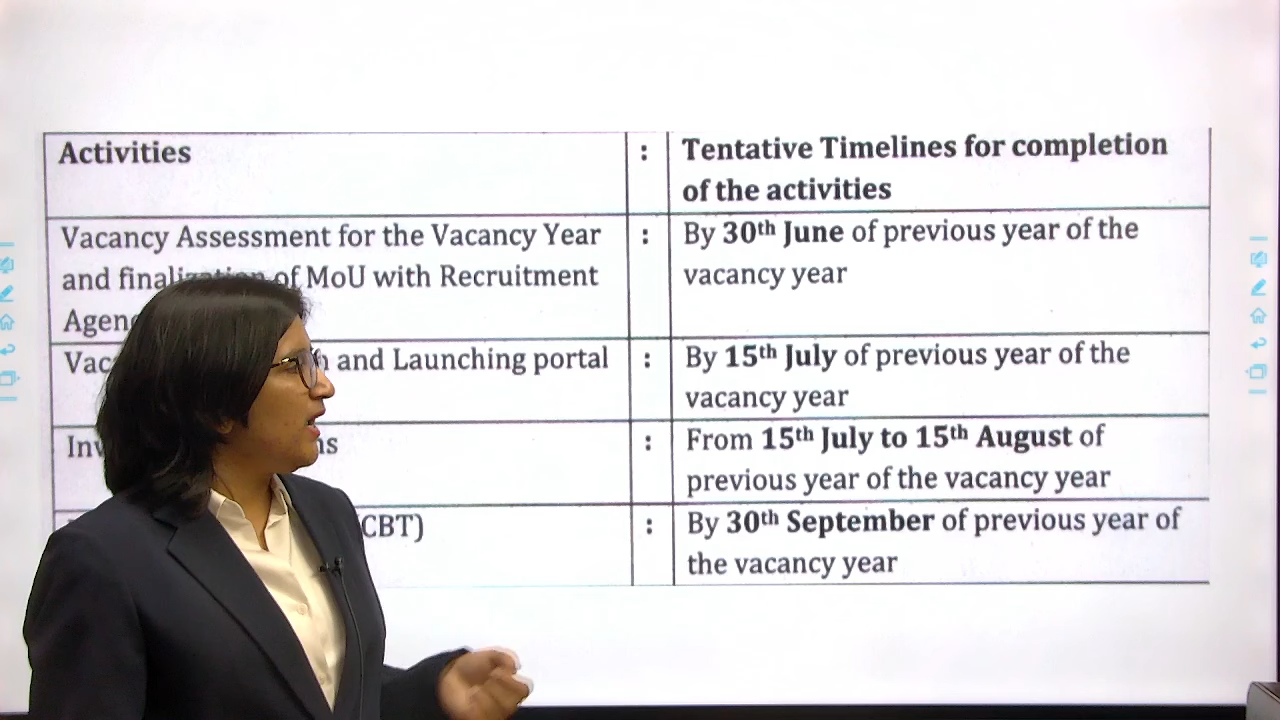 Activities : Tentative Timelines for completion
of the activities
Vacancy Assessment for the Vacancy Year : By 30th June of previous year of the
and finalization of MoU with Recruitment vacancy year
and Launching portal : By 15th July of previous year of the
vacancy year
: From 15th July to 15th August of
previous year of the vacancy year
(CBT) : By 30th September of previous year of
the vacancy year